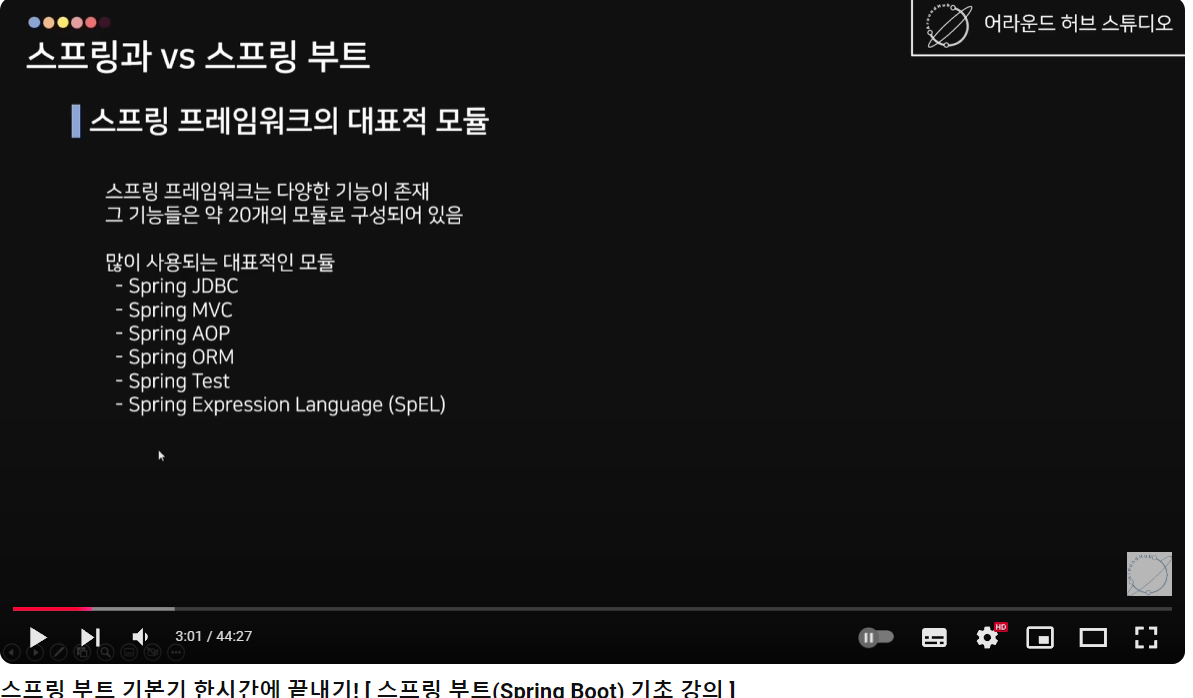 스프링과 vs 스프링 부트
어라운드 허브 스튜디오
스프링 프레임워크의 대표적 모듈
스프링 프레임워크는 다양한 기능이 존재
그 기능들은 약 20개의 모듈로 구성되어 있음
많이 사용되는 대표적인 모듈
- Spring JDBC
- Spring MVC
- Spring AOP
- Spring ORM
- Spring Test
- Spring Expression Language (SpEL)
3:01 / 44:27
HD
스프링 부트 기본기 한시간에 끝내기! [ 스프링 부트(Spring Boot) 기초 강의 ]